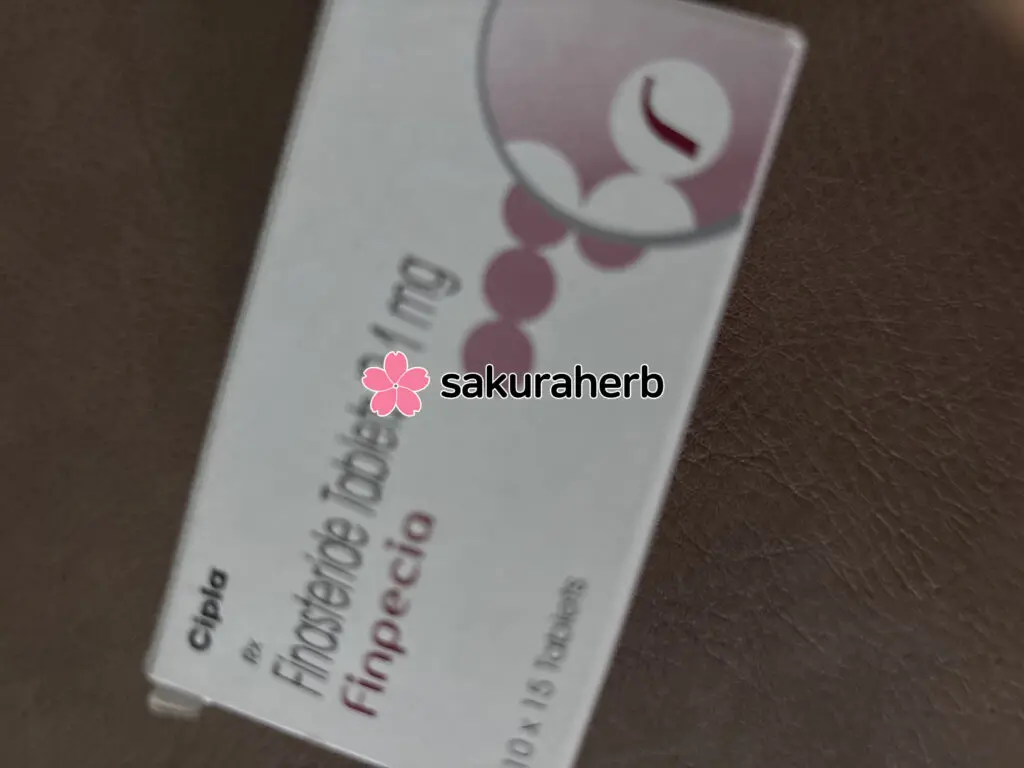 Cipla
Rx
Finasteride Tablets 1 mg
Finpecia
10 x 15 Tablets
sakuraherb